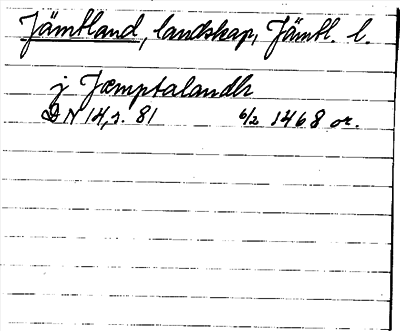 Jämtland, landskap, Jämtl. l.
j Jæmptalandh
DN 14, s. 81 6/2 1468 or.